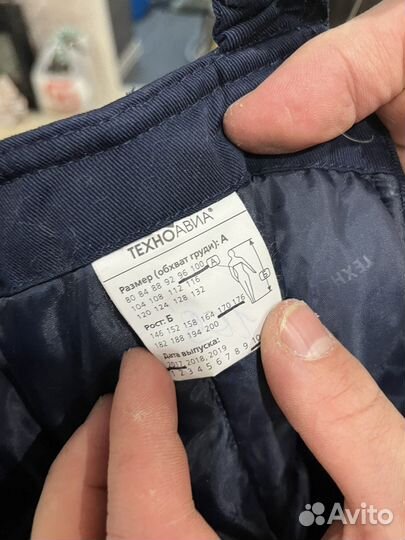 ТЕХНОАВИА®
Размер (обхват груди): А
80 84 88 92 96 100
104 108 112 116
120 124 128 132
А
Б
Рост: Б
146 152 158 164 170 176
182 188 194 200
Дата выпуска:
2017, 2018, 2019
1 2 3 4 5 6 7 8 9 10
Avito